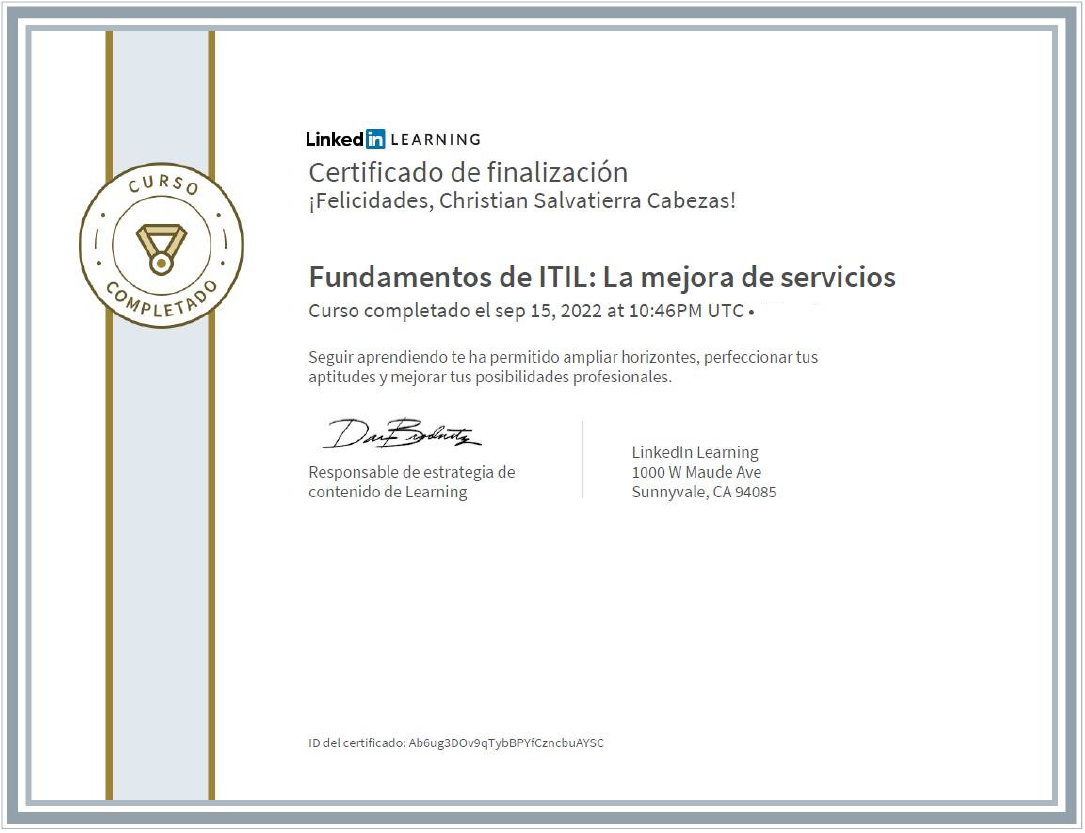 CURSO
COMPLETADO
Linked in LEARNING
Certificado de finalización
¡Felicidades, Christian Salvatierra Cabezas!
Fundamentos de ITIL: La mejora de servicios
Curso completado el sep 15, 2022 at 10:46PM UTC •
Seguir aprendiendo te ha permitido ampliar horizontes, perfeccionar tus
aptitudes y mejorar tus posibilidades profesionales.
Responsable de estrategia de
contenido de Learning
LinkedIn Learning
1000 W Maude Ave
Sunnyvale, CA 94085
ID del certificado: Ab6ug3DOv9qTybBPYfCzncbuAYSC